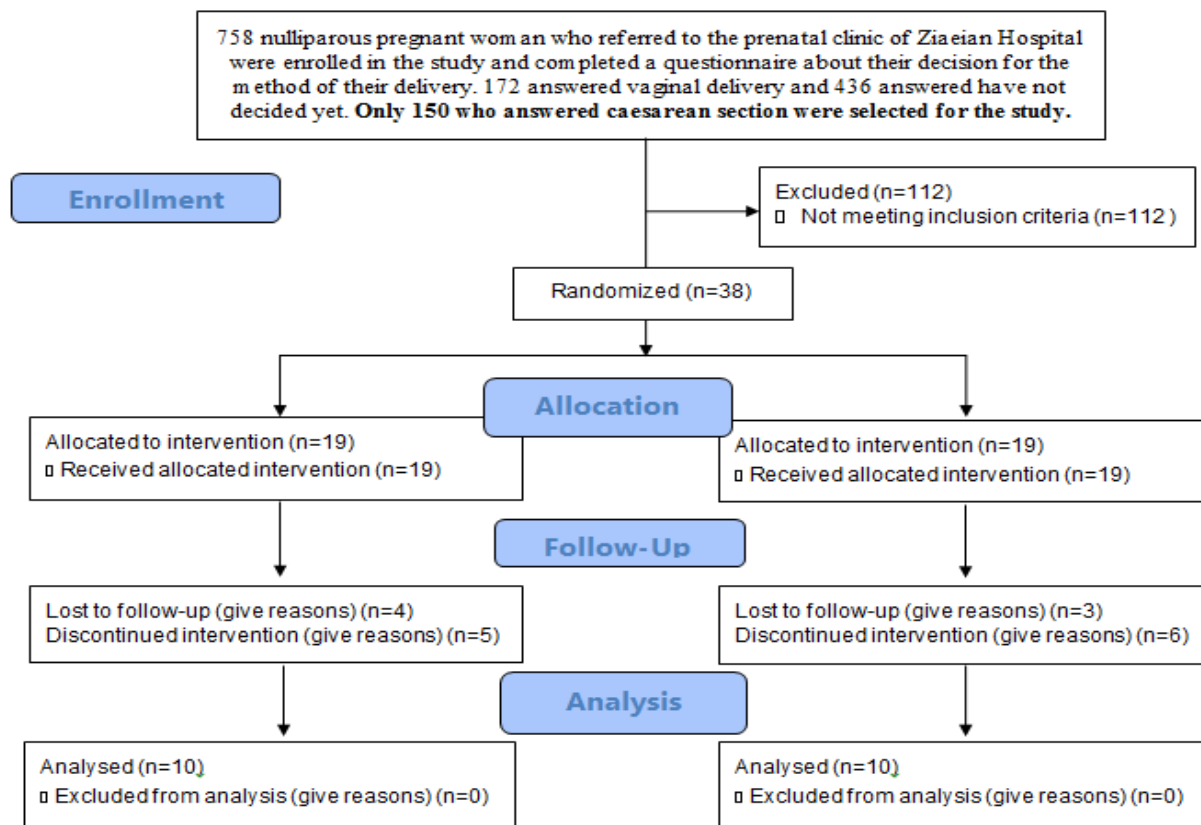 758 nulliparous pregnant woman who referred to the prenatal clinic of Ziaeian Hospital
were enrolled in the study and completed a questionnaire about their decision for the
method of their delivery. 172 answered vaginal delivery and 436 answered have not
decided yet. Only 150 who answered caesarean section were selected for the study.
Enrollment
Excluded (n=112)
▯ Not meeting inclusion criteria (n=112 )
Randomized (n=38)
Allocation
Allocated to intervention (n=19)
▯ Received allocated intervention (n=19)
Allocated to intervention (n=19)
▯ Received allocated intervention (n=19)
Follow-Up
Lost to follow-up (give reasons) (n=4)
Discontinued intervention (give reasons) (n=5)
Lost to follow-up (give reasons) (n=3)
Discontinued intervention (give reasons) (n=6)
Analysis
Analysed (n=10)
▯ Excluded from analysis (give reasons) (n=0)
Analysed (n=10)
▯ Excluded from analysis (give reasons) (n=0)